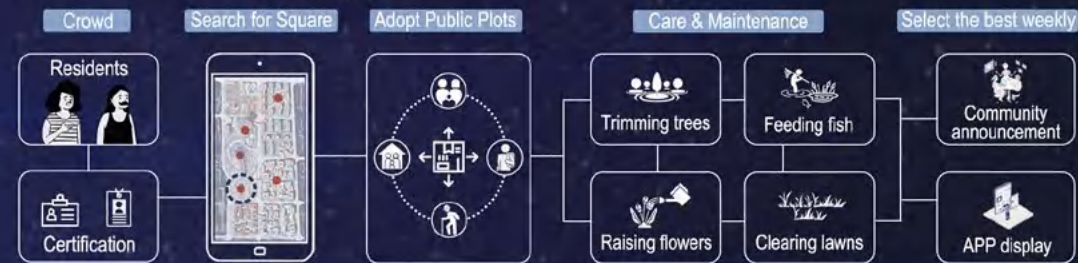 Crowd
Search for Square
Adopt Public Plots
Care & Maintenance
Select the best weekly
Residents
Certification
Trimming trees
Feeding fish
Raising flowers
Clearing lawns
Community
announcement
APP display